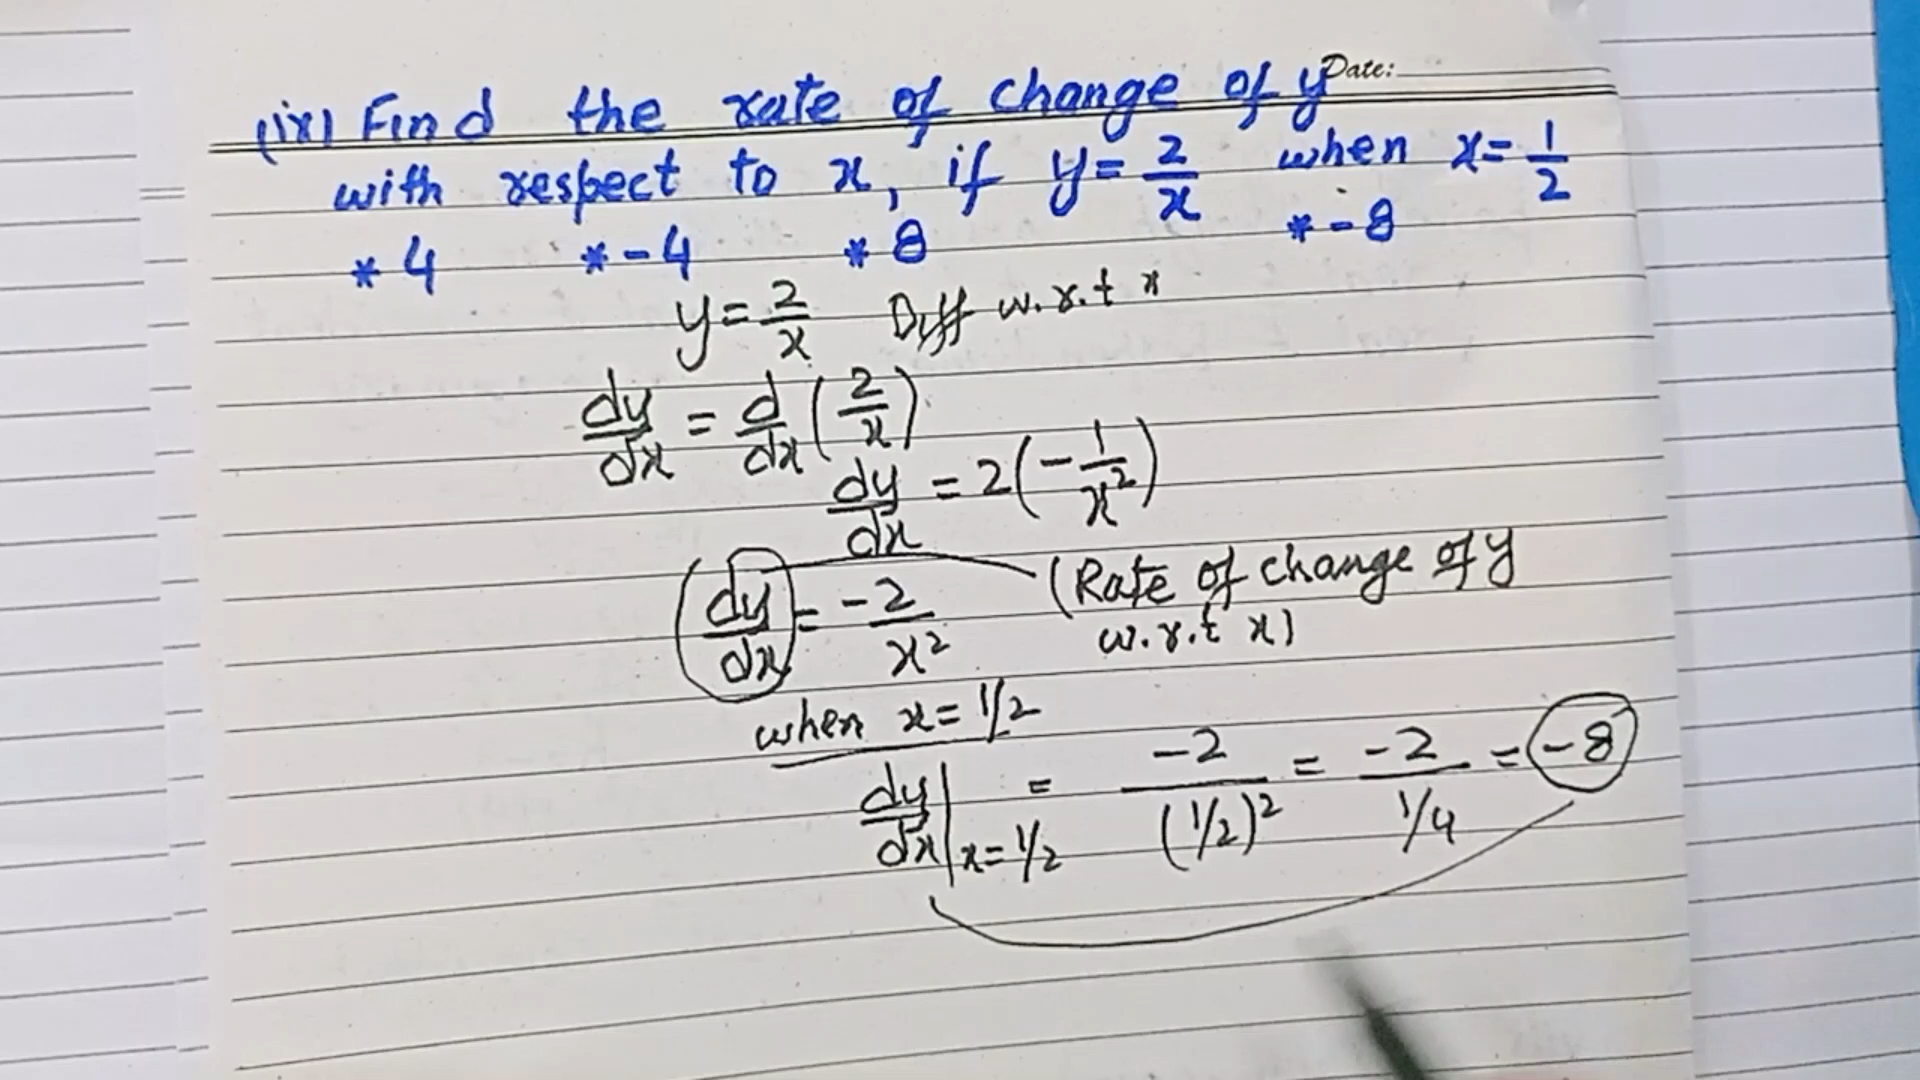 Date:
(ix) Find the rate of change of y
with respect to x, if y = 2/x when x = 1/2
* 4 * -4 * 8 * -8
y = 2/x Diff w.r.t x
dy/dx = d/dx (2/x)
dy/dx = 2(-1/x²)
(dy/dx = -2/x² (Rate of change of y
w.r.t x)
when x = 1/2
dy/dx | x = 1/2 = -2/(1/2)² = -2/1/4 = -8